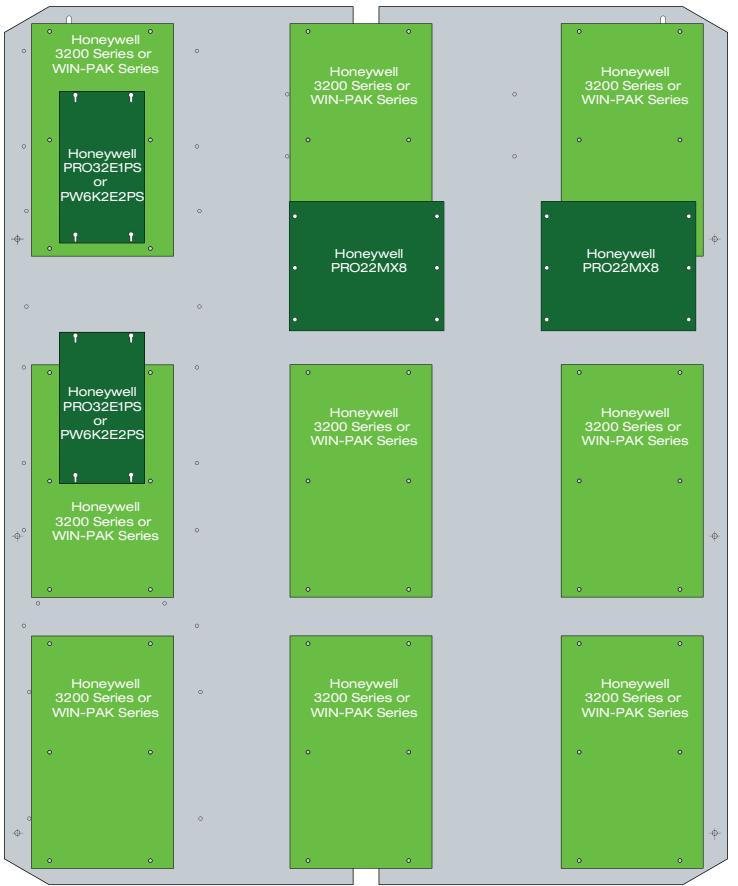 Honeywell
3200 Series or
WIN-PAK Series
Honeywell
PRO32E1PS
or
PW6K2E2PS
Honeywell
3200 Series or
WIN-PAK Series
Honeywell
PRO22MX8
Honeywell
3200 Series or
WIN-PAK Series
Honeywell
PRO22MX8
Honeywell
PRO32E1PS
or
PW6K2E2PS
Honeywell
3200 Series or
WIN-PAK Series
Honeywell
3200 Series or
WIN-PAK Series
Honeywell
3200 Series or
WIN-PAK Series
Honeywell
3200 Series or
WIN-PAK Series
Honeywell
3200 Series or
WIN-PAK Series
Honeywell
3200 Series or
WIN-PAK Series